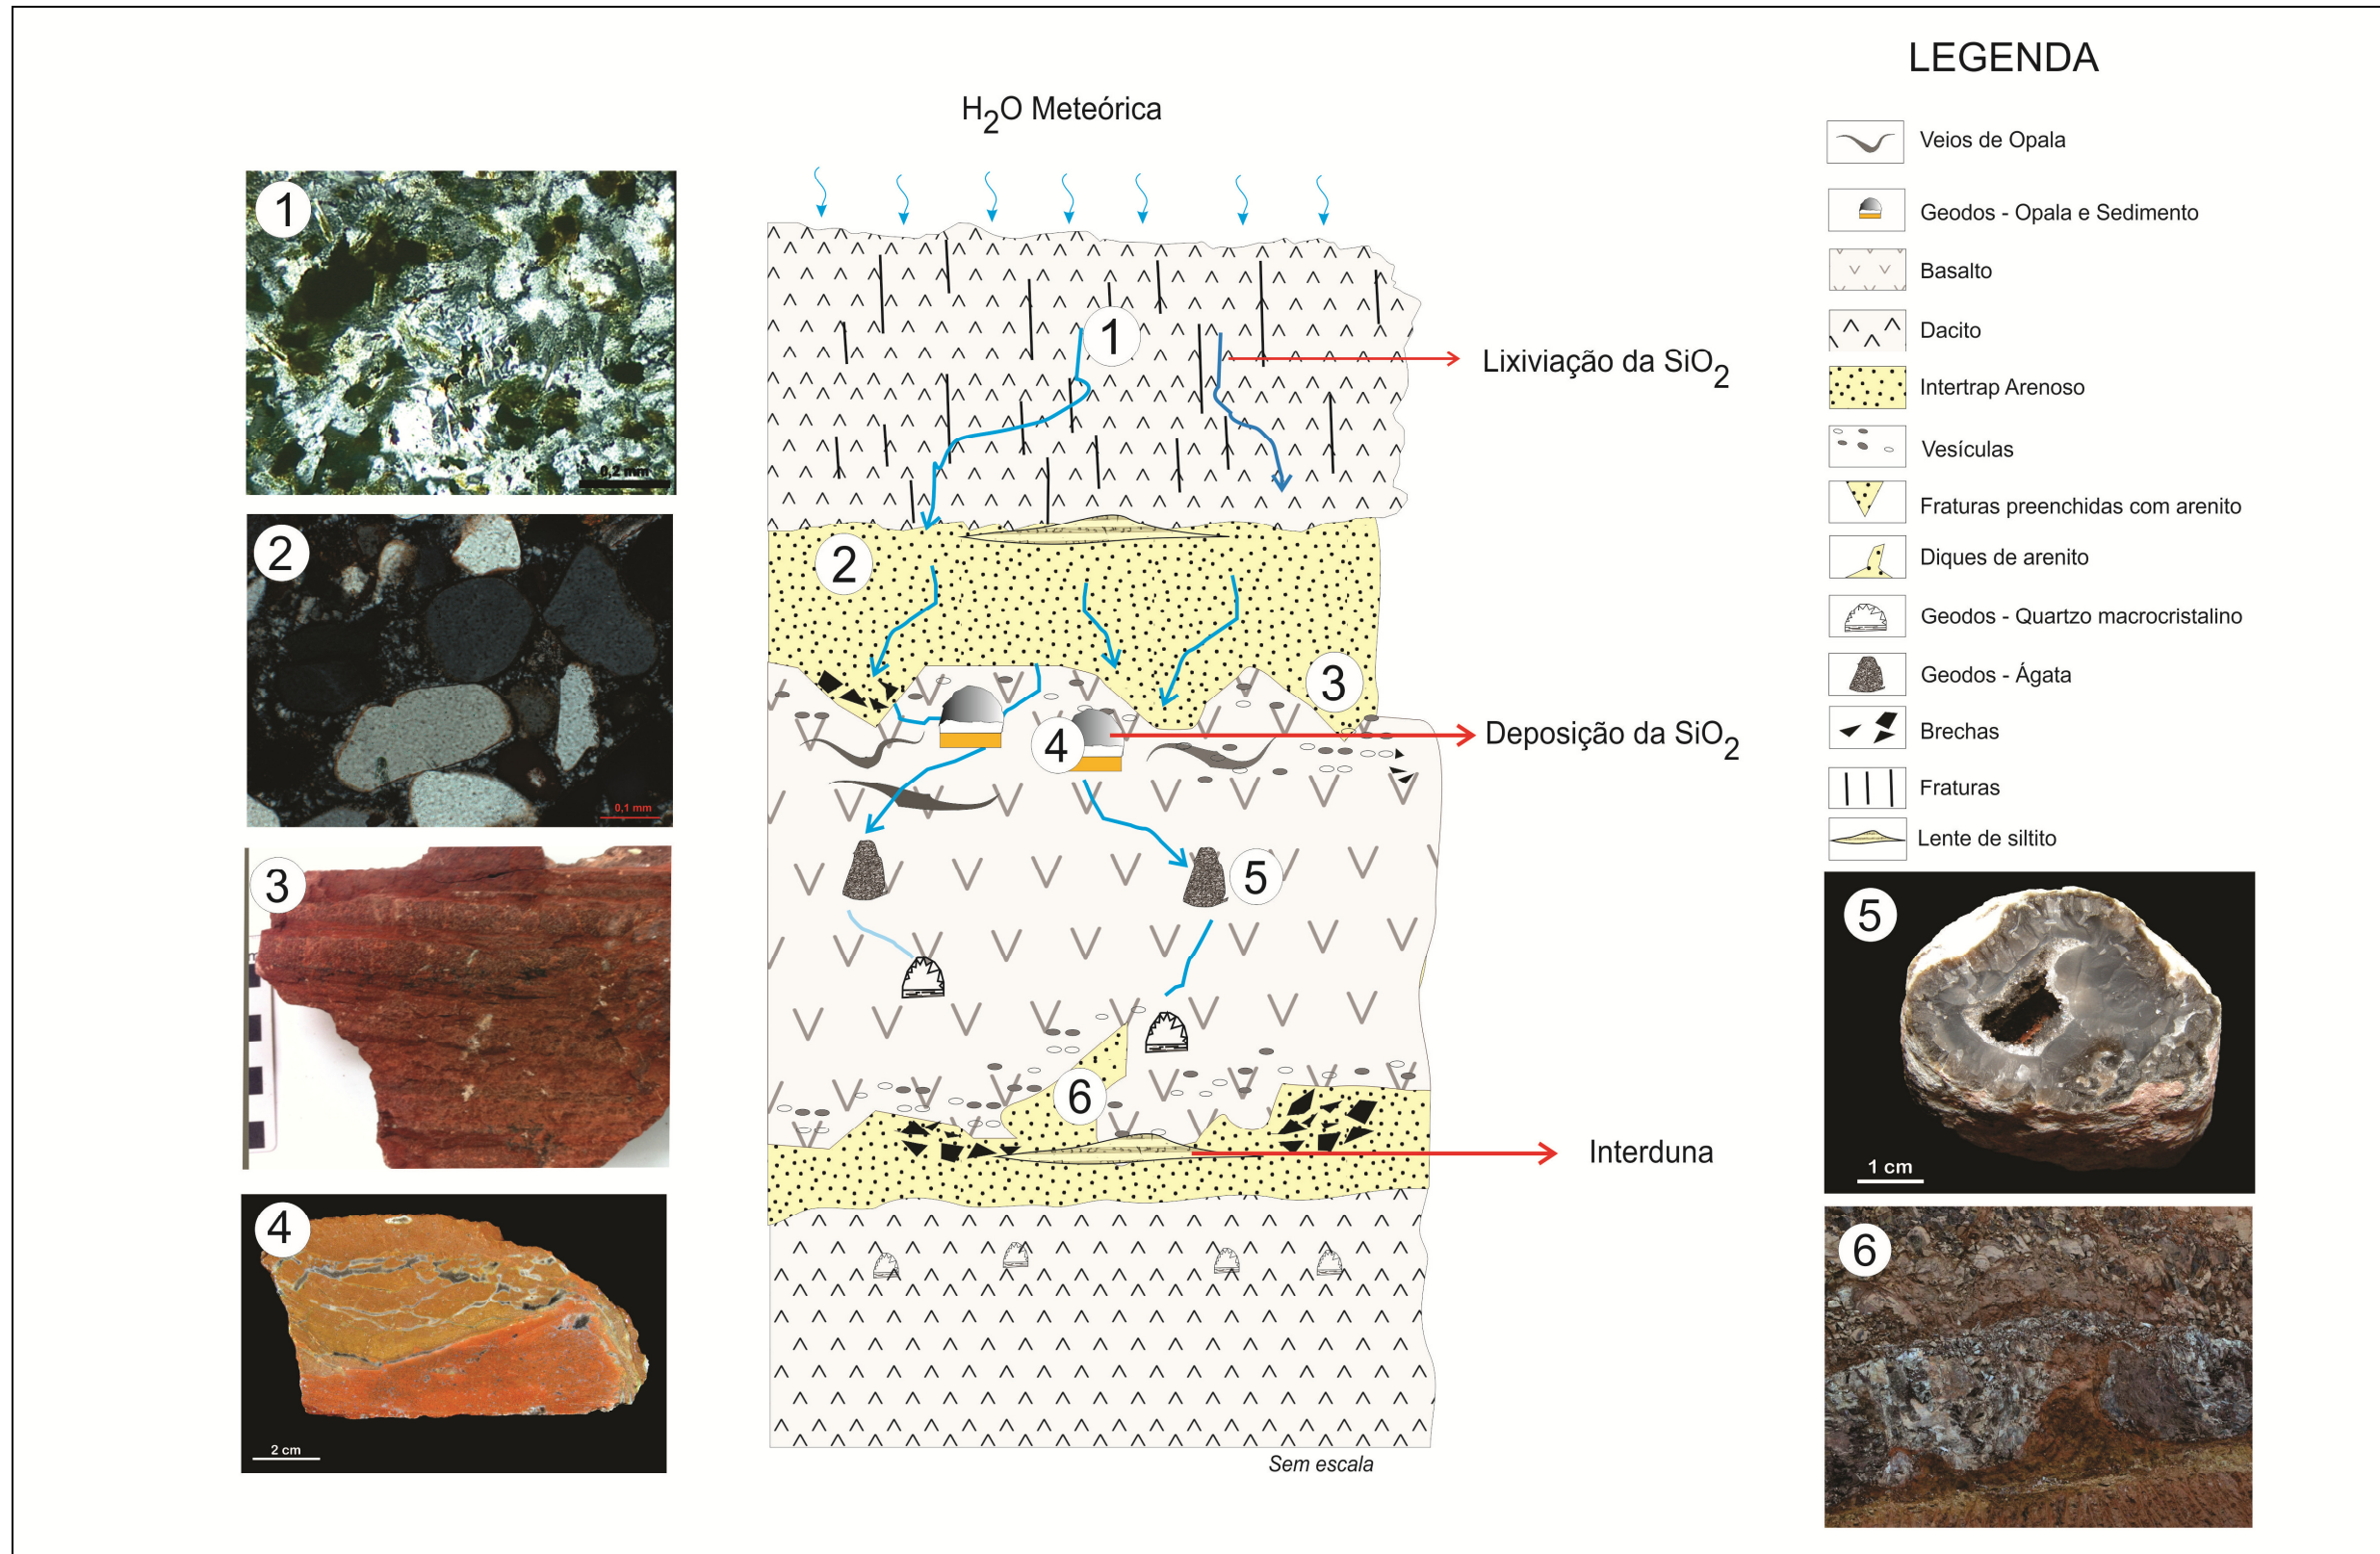 LEGENDA
H₂O Meteórica
Veios de Opala
Geodos - Opala e Sedimento
Basalto
Dacito
Intertrap Arenoso
Vesículas
Fraturas preenchidas com arenito
Diques de arenito
Geodos - Quartzo macrocristalino
Geodos - Ágata
Brechas
Fraturas
Lente de siltito
1
0,2 mm
2
0,1 mm
3
4
2 cm
1
Lixiviação da SiO₂
2
3
4
Deposição da SiO₂
5
6
Interduna
Sem escala
5
1 cm
6